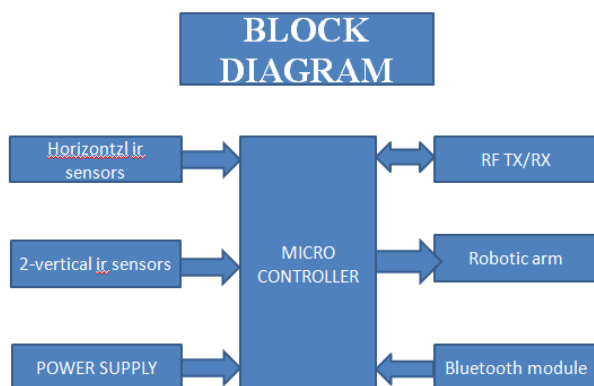 BLOCK
DIAGRAM
Horizontzl ir
sensors
RF TX/RX
2-vertical ir sensors
MICRO
CONTROLLER
Robotic arm
POWER SUPPLY
Bluetooth module